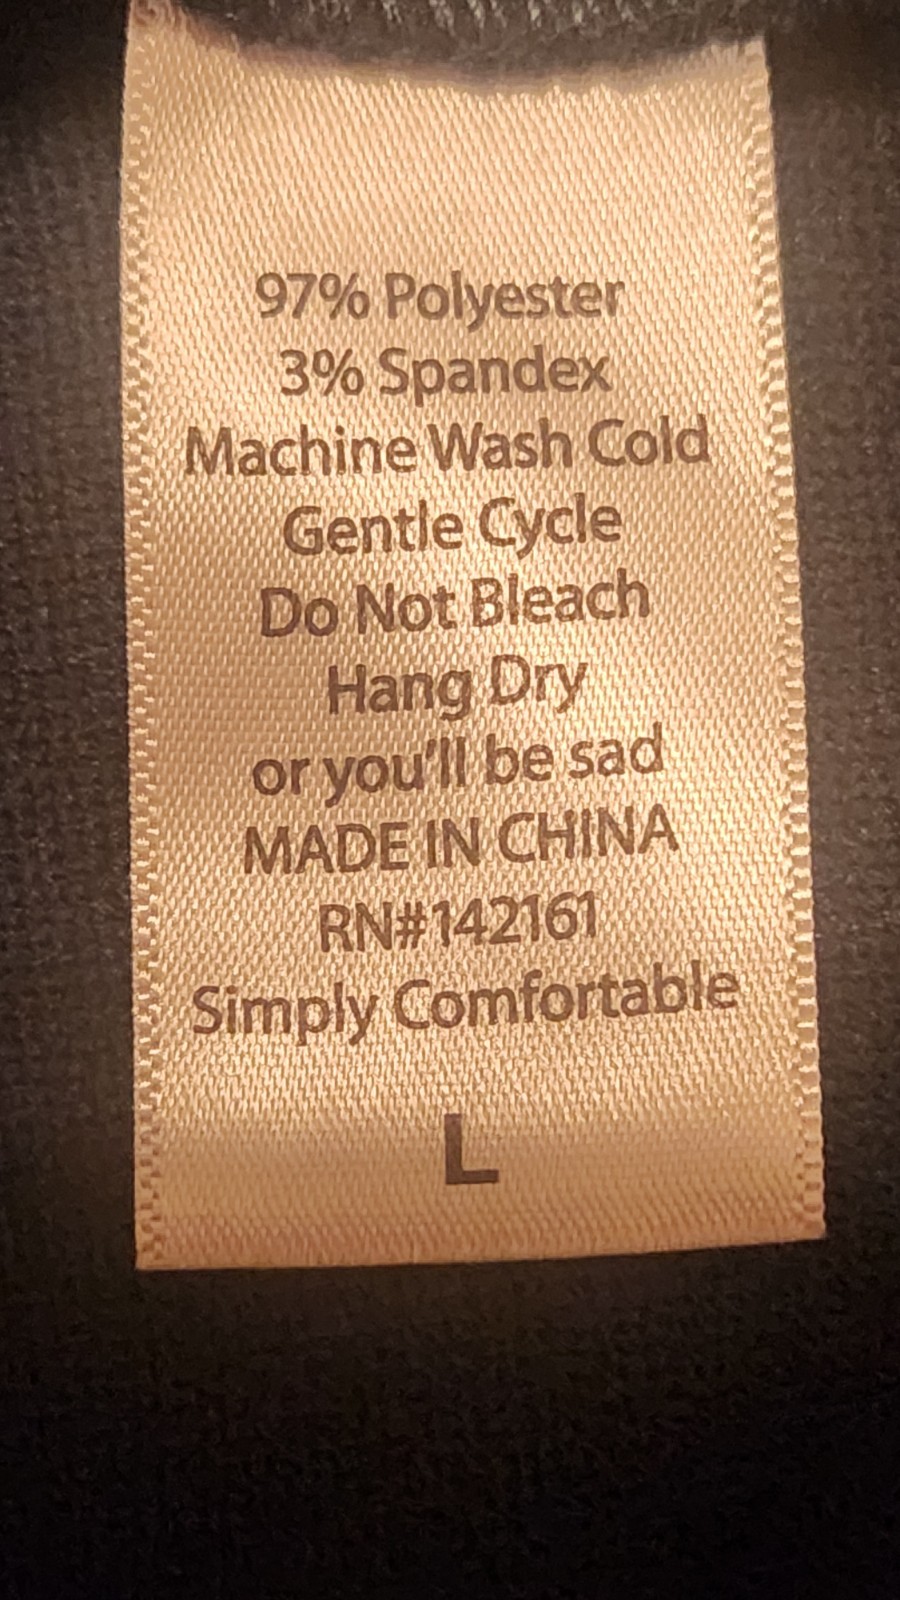 97% Polyester
3% Spandex
Machine Wash Cold
Gentle Cycle
Do Not Bleach
Hang Dry
or you'll be sad
MADE IN CHINA
RN#142161
Simply Comfortable
L